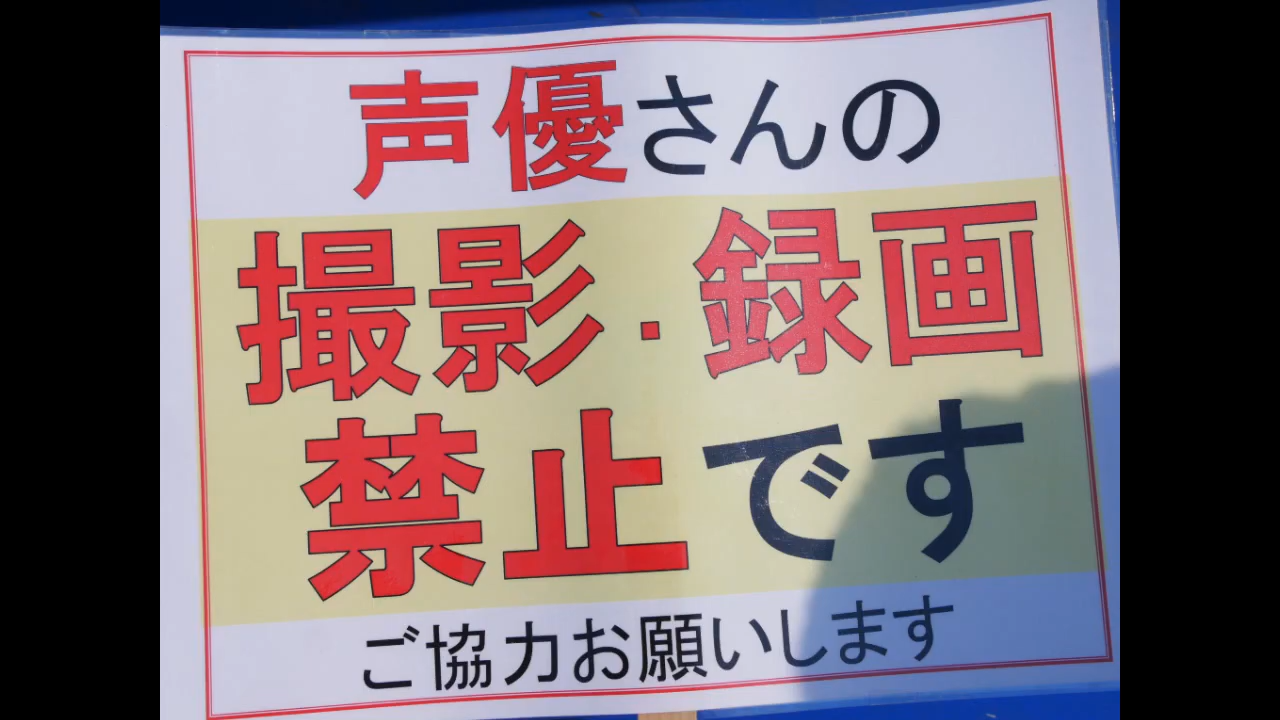 声優さんの
撮影・録画
禁止です
ご協力お願いします